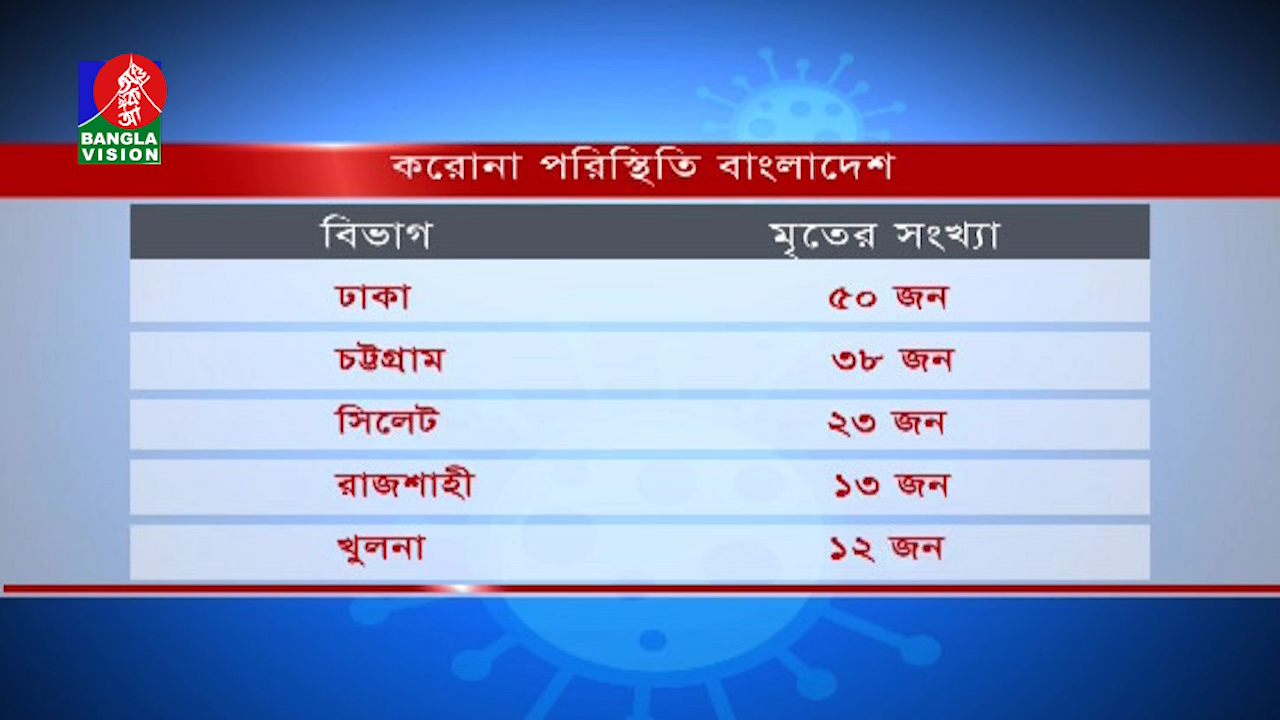 BANGLA
VISION
করোনা পরিস্থিতি বাংলাদেশ
বিভাগ মৃতের সংখ্যা
ঢাকা ৫০ জন
চট্টগ্রাম ৩৮ জন
সিলেট ২৩ জন
রাজশাহী ১৩ জন
খুলনা ১২ জন